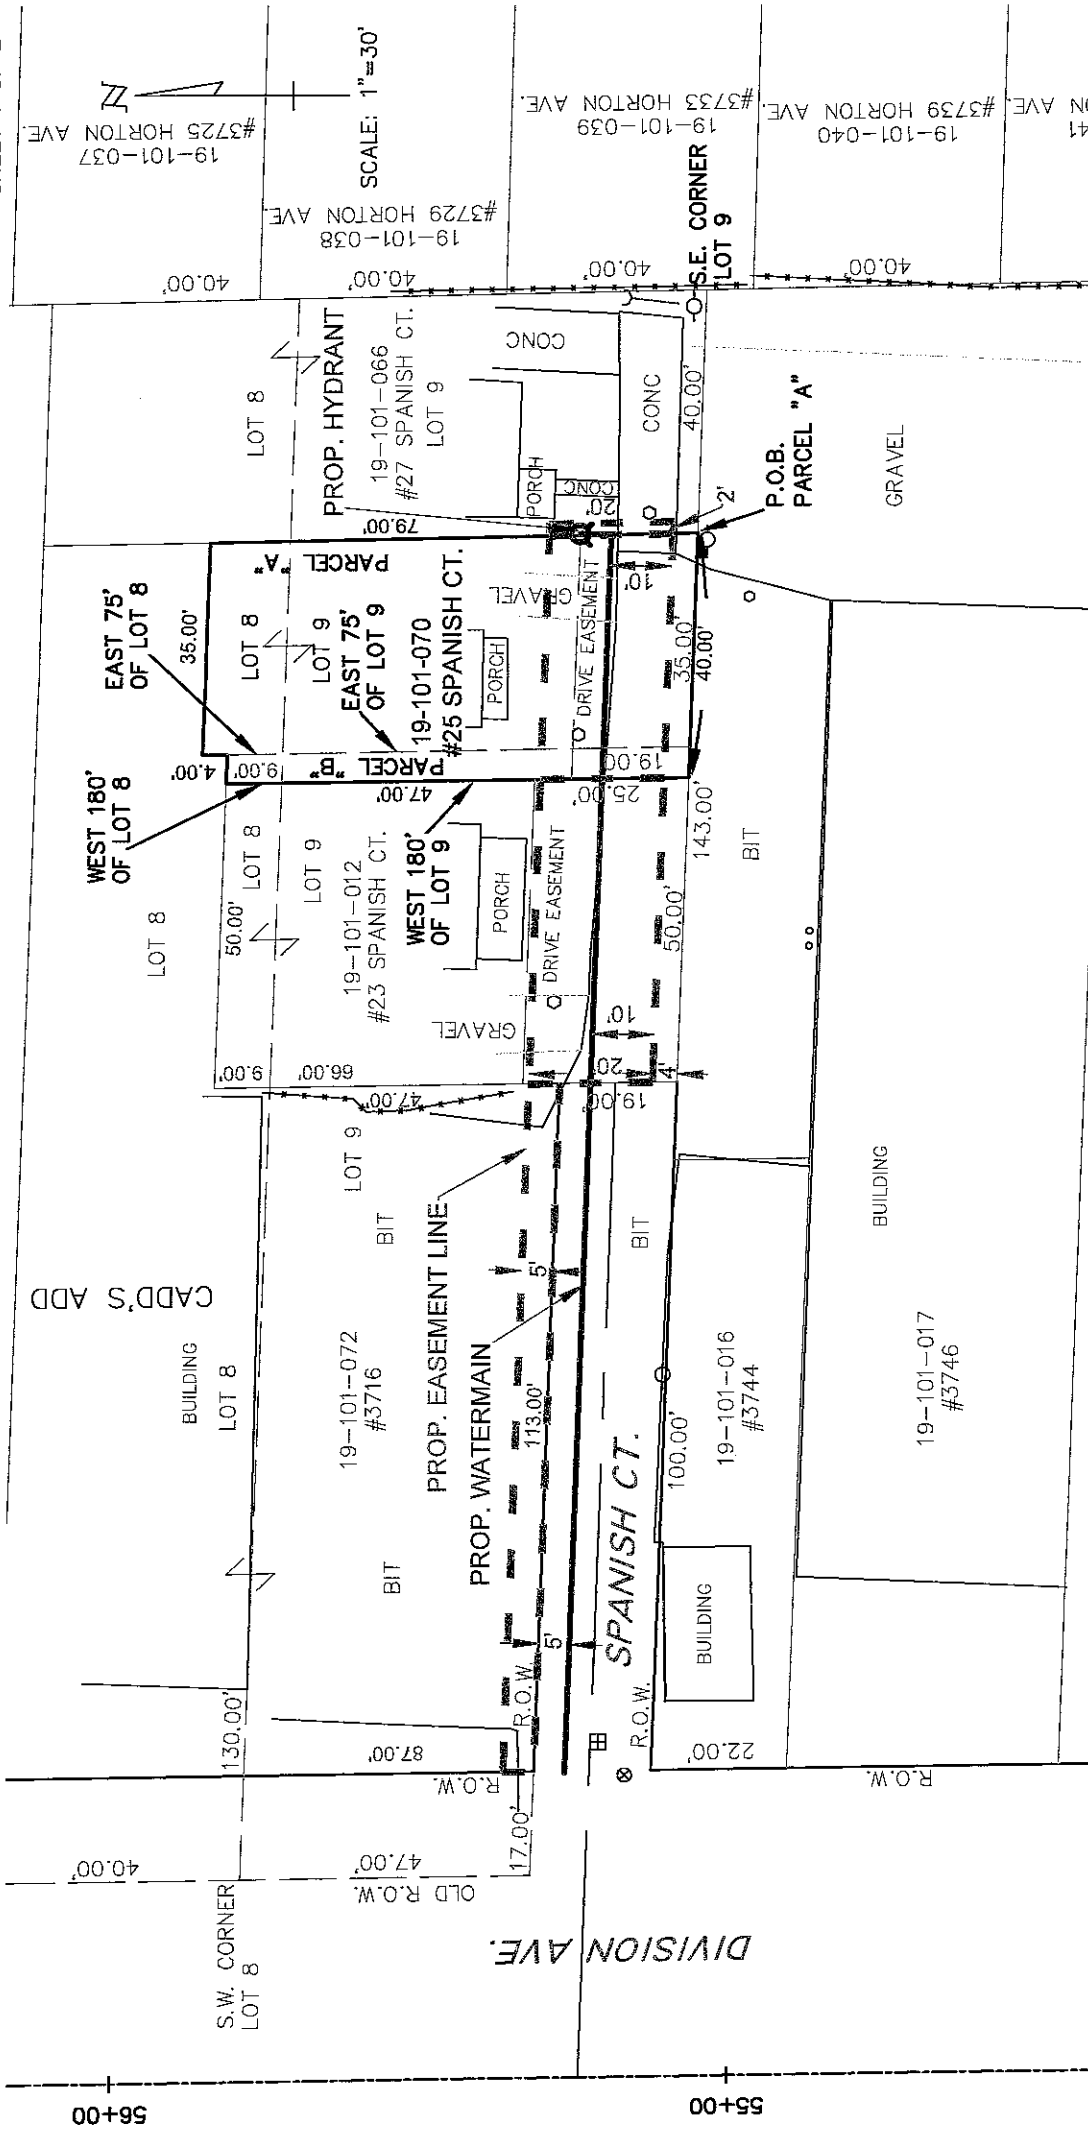 #3725 HORTON AVE.
19-101-037
SCALE: 1"=30'
#3729 HORTON AVE.
19-101-038
#3733 HORTON AVE.
19-101-039
#3739 HORTON AVE.
19-101-040
40.00'
40.00'
40.00'
40.00'
S.E. CORNER
LOT 9
LOT 8
PROP. HYDRANT
19-101-066
#27 SPANISH CT.
LOT 9
CONC
CONC
PORCH
CONC
79.00'
20'
40.00'
2'
P.O.B.
PARCEL "A"
GRAVEL
EAST 75'
OF LOT 8
35.00'
PARCEL "A"
LOT 8
LOT 9
EAST 75'
OF LOT 9
19-101-070
#25 SPANISH CT.
PORCH
GRAVEL
DRIVE EASEMENT
10'
35.00'
40.00'
WEST 180'
OF LOT 8
4.00'
9.00'
PARCEL "B"
47.00'
25.00'
19.00'
143.00'
BIT
LOT 8
50.00'
LOT 8
LOT 9
19-101-012
#23 SPANISH CT.
WEST 180'
OF LOT 9
PORCH
DRIVE EASEMENT
GRAVEL
50.00'
10'
20'
4'
9.00'
66.00'
47.00'
19.00'
LOT 9
BIT
BIT
BUILDING
CADD'S ADD
BUILDING
LOT 8
19-101-072
#3716
PROP. EASEMENT LINE
PROP. WATERMAIN
5'
113.00'
BIT
5'
SPANISH CT.
100.00'
19-101-016
#3744
19-101-017
#3746
BUILDING
R.O.W.
R.O.W.
22.00'
R.O.W.
130.00'
87.00'
R.O.W.
17.00'
40.00'
47.00'
OLD R.O.W.
S.W. CORNER
LOT 8
DIVISION AVE.
56+00
55+00